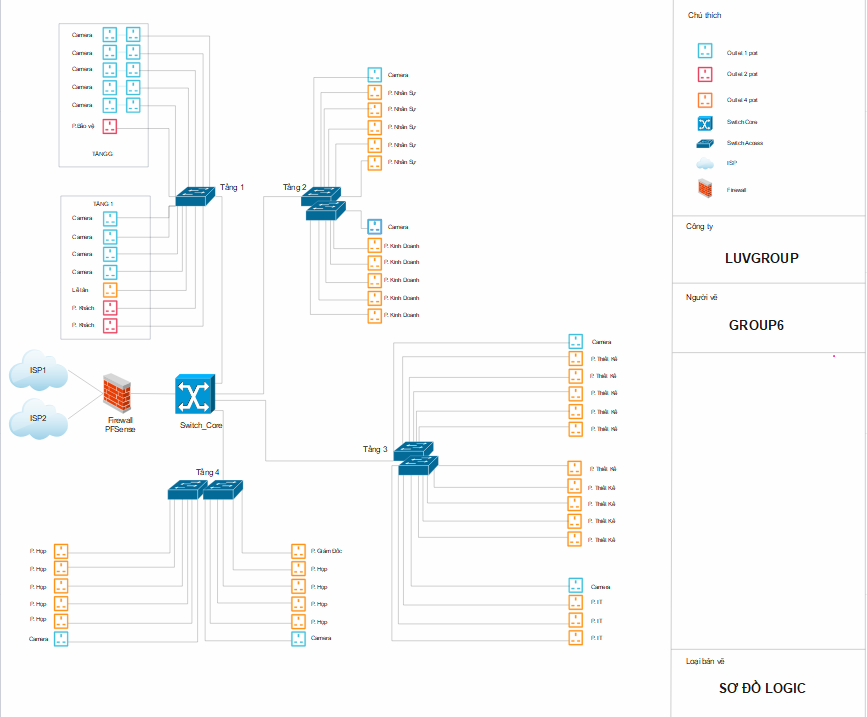 Camera
Camera
Camera
Camera
Camera
P.Bảo vệ
TẦNG G
TẦNG 1
Camera
Camera
Camera
Camera
Lễ tân
P. Khách
P. Khách
Tầng 1
Tầng 2
Camera
P. Nhân Sự
P. Nhân Sự
P. Nhân Sự
P. Nhân Sự
P. Nhân Sự
Camera
P. Kinh Doanh
P. Kinh Doanh
P. Kinh Doanh
P. Kinh Doanh
P. Kinh Doanh
ISP1
ISP2
Firewall
PFSense
Switch_Core
Tầng 3
Camera
P. Thiết Kế
P. Thiết Kế
P. Thiết Kế
P. Thiết Kế
P. Thiết Kế
P. Thiết Kế
P. Thiết Kế
P. Thiết Kế
P. Thiết Kế
P. Thiết Kế
Camera
P. IT
P. IT
P. IT
Tầng 4
P. Họp
P. Họp
P. Họp
P. Họp
P. Họp
Camera
P. Giám Đốc
P. Họp
P. Họp
P. Họp
P. Họp
Camera
Chú thích
Outlet 1 port
Outlet 2 port
Outlet 4 port
Switch Core
Switch Access
ISP
Firewall
Công ty
LUVGROUP
Người vẽ
GROUP6
Loại bản vẽ
SƠ ĐỒ LOGIC